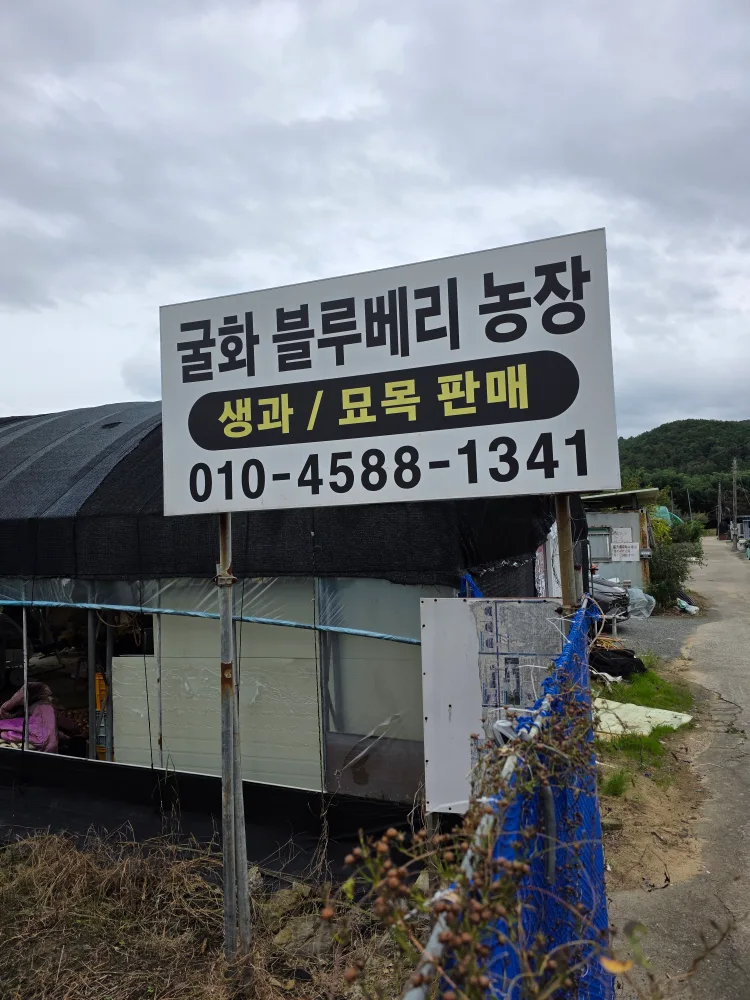 굴화 블루베리 농장
생과 / 묘목 판매
010-4588-1341